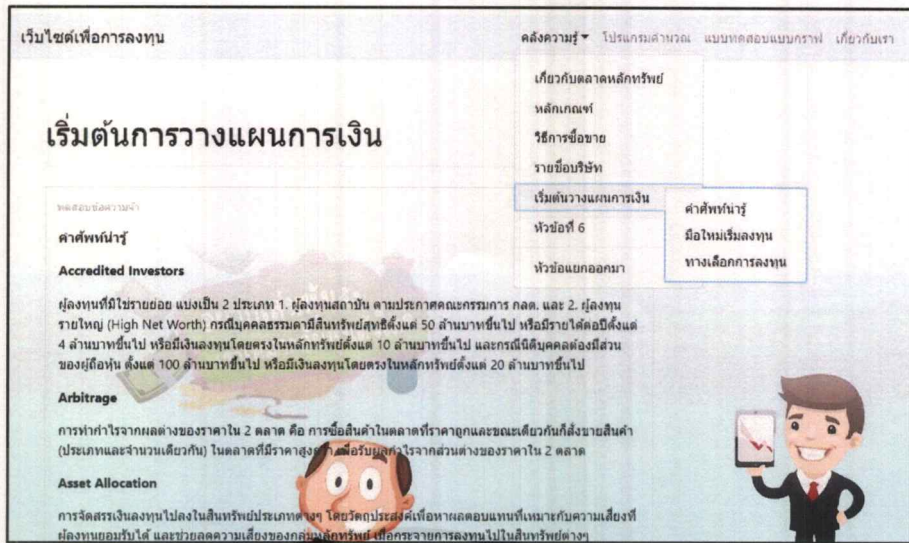 เว็บไซต์เพื่อการลงทุน
คลังความรู้ โปรแกรมคำนวณ แบบทดสอบแบบกราฟ เกี่ยวกับเรา
เกี่ยวกับตลาดหลักทรัพย์
หลักเกณฑ์
วิธีการซื้อขาย
รายชื่อบริษัท
เริ่มต้นวางแผนการเงิน
หัวข้อที่ 6
หัวข้อแยกออกมา
คำศัพท์น่ารู้
มือใหม่เริ่มลงทุน
ทางเลือกการลงทุน
เริ่มต้นการวางแผนการเงิน
ทดสอบข้อความจ้า
คำศัพท์น่ารู้
Accredited Investors
ผู้ลงทุนที่มิใช่รายย่อย แบ่งเป็น 2 ประเภท 1. ผู้ลงทุนสถาบัน ตามประกาศคณะกรรมการ กลต. และ 2. ผู้ลงทุน
รายใหญ่ (High Net Worth) กรณีบุคคลธรรมดามีสินทรัพย์สุทธิตั้งแต่ 50 ล้านบาทขึ้นไป หรือมีรายได้ต่อปีตั้งแต่
4 ล้านบาทขึ้นไป หรือมีเงินลงทุนโดยตรงในหลักทรัพย์ตั้งแต่ 10 ล้านบาทขึ้นไป และกรณีนิติบุคคลต้องมีส่วน
ของผู้ถือหุ้น ตั้งแต่ 100 ล้านบาทขึ้นไป หรือมีเงินลงทุนโดยตรงในหลักทรัพย์ตั้งแต่ 20 ล้านบาทขึ้นไป
Arbitrage
การทำกำไรจากผลต่างของราคาใน 2 ตลาด คือ การซื้อสินค้าในตลาดที่ราคาถูกและขณะเดียวกันก็สั่งขายสินค้า
(ประเภทและจำนวนเดียวกัน) ในตลาดที่มีราคาสูงกว่า เพื่อรับผลกำไรจากส่วนต่างของราคาใน 2 ตลาด
Asset Allocation
การจัดสรรเงินลงทุนไปลงในสินทรัพย์ประเภทต่างๆ โดยวัตถุประสงค์เพื่อหาผลตอบแทนที่เหมาะกับความเสี่ยงที่
ผู้ลงทุนยอมรับได้ และช่วยลดความเสี่ยงของกลุ่มหลักทรัพย์ เมื่อกระจายการลงทุนไปในสินทรัพย์ต่างๆ